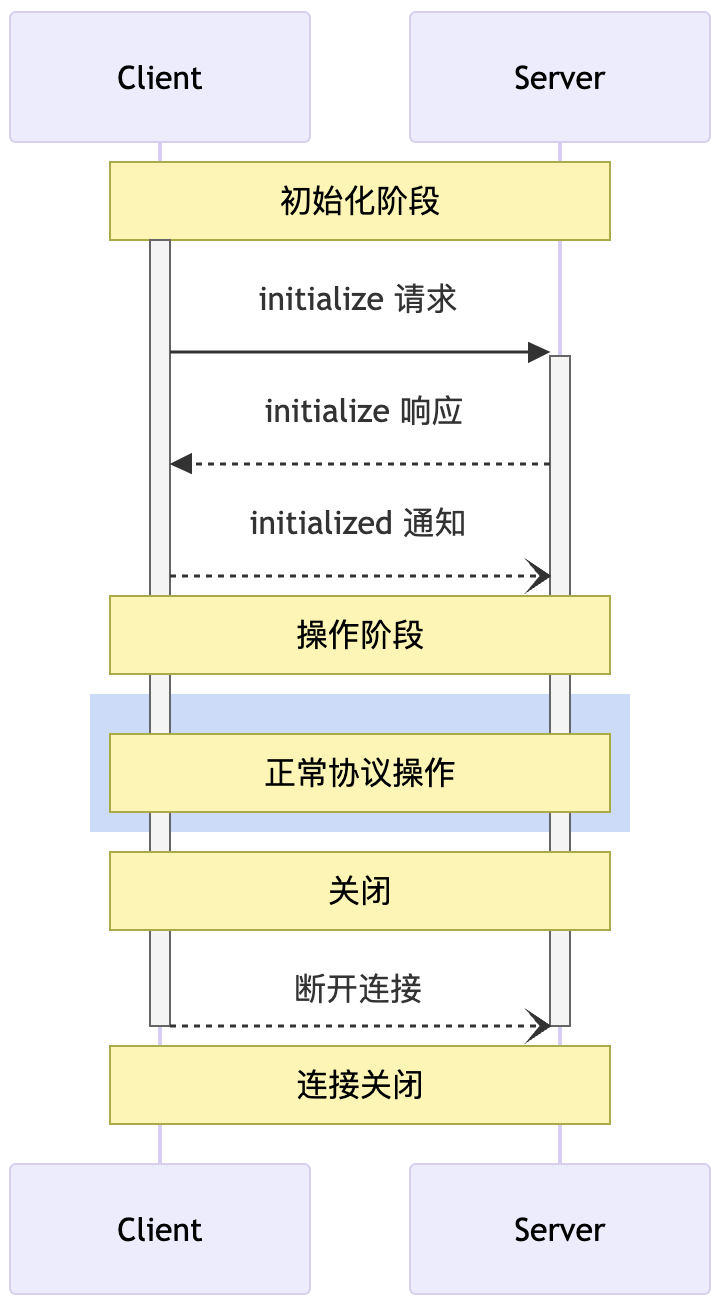 Client
Server
初始化阶段
initialize 请求
initialize 响应
initialized 通知
操作阶段
正常协议操作
关闭
断开连接
连接关闭
Client
Server